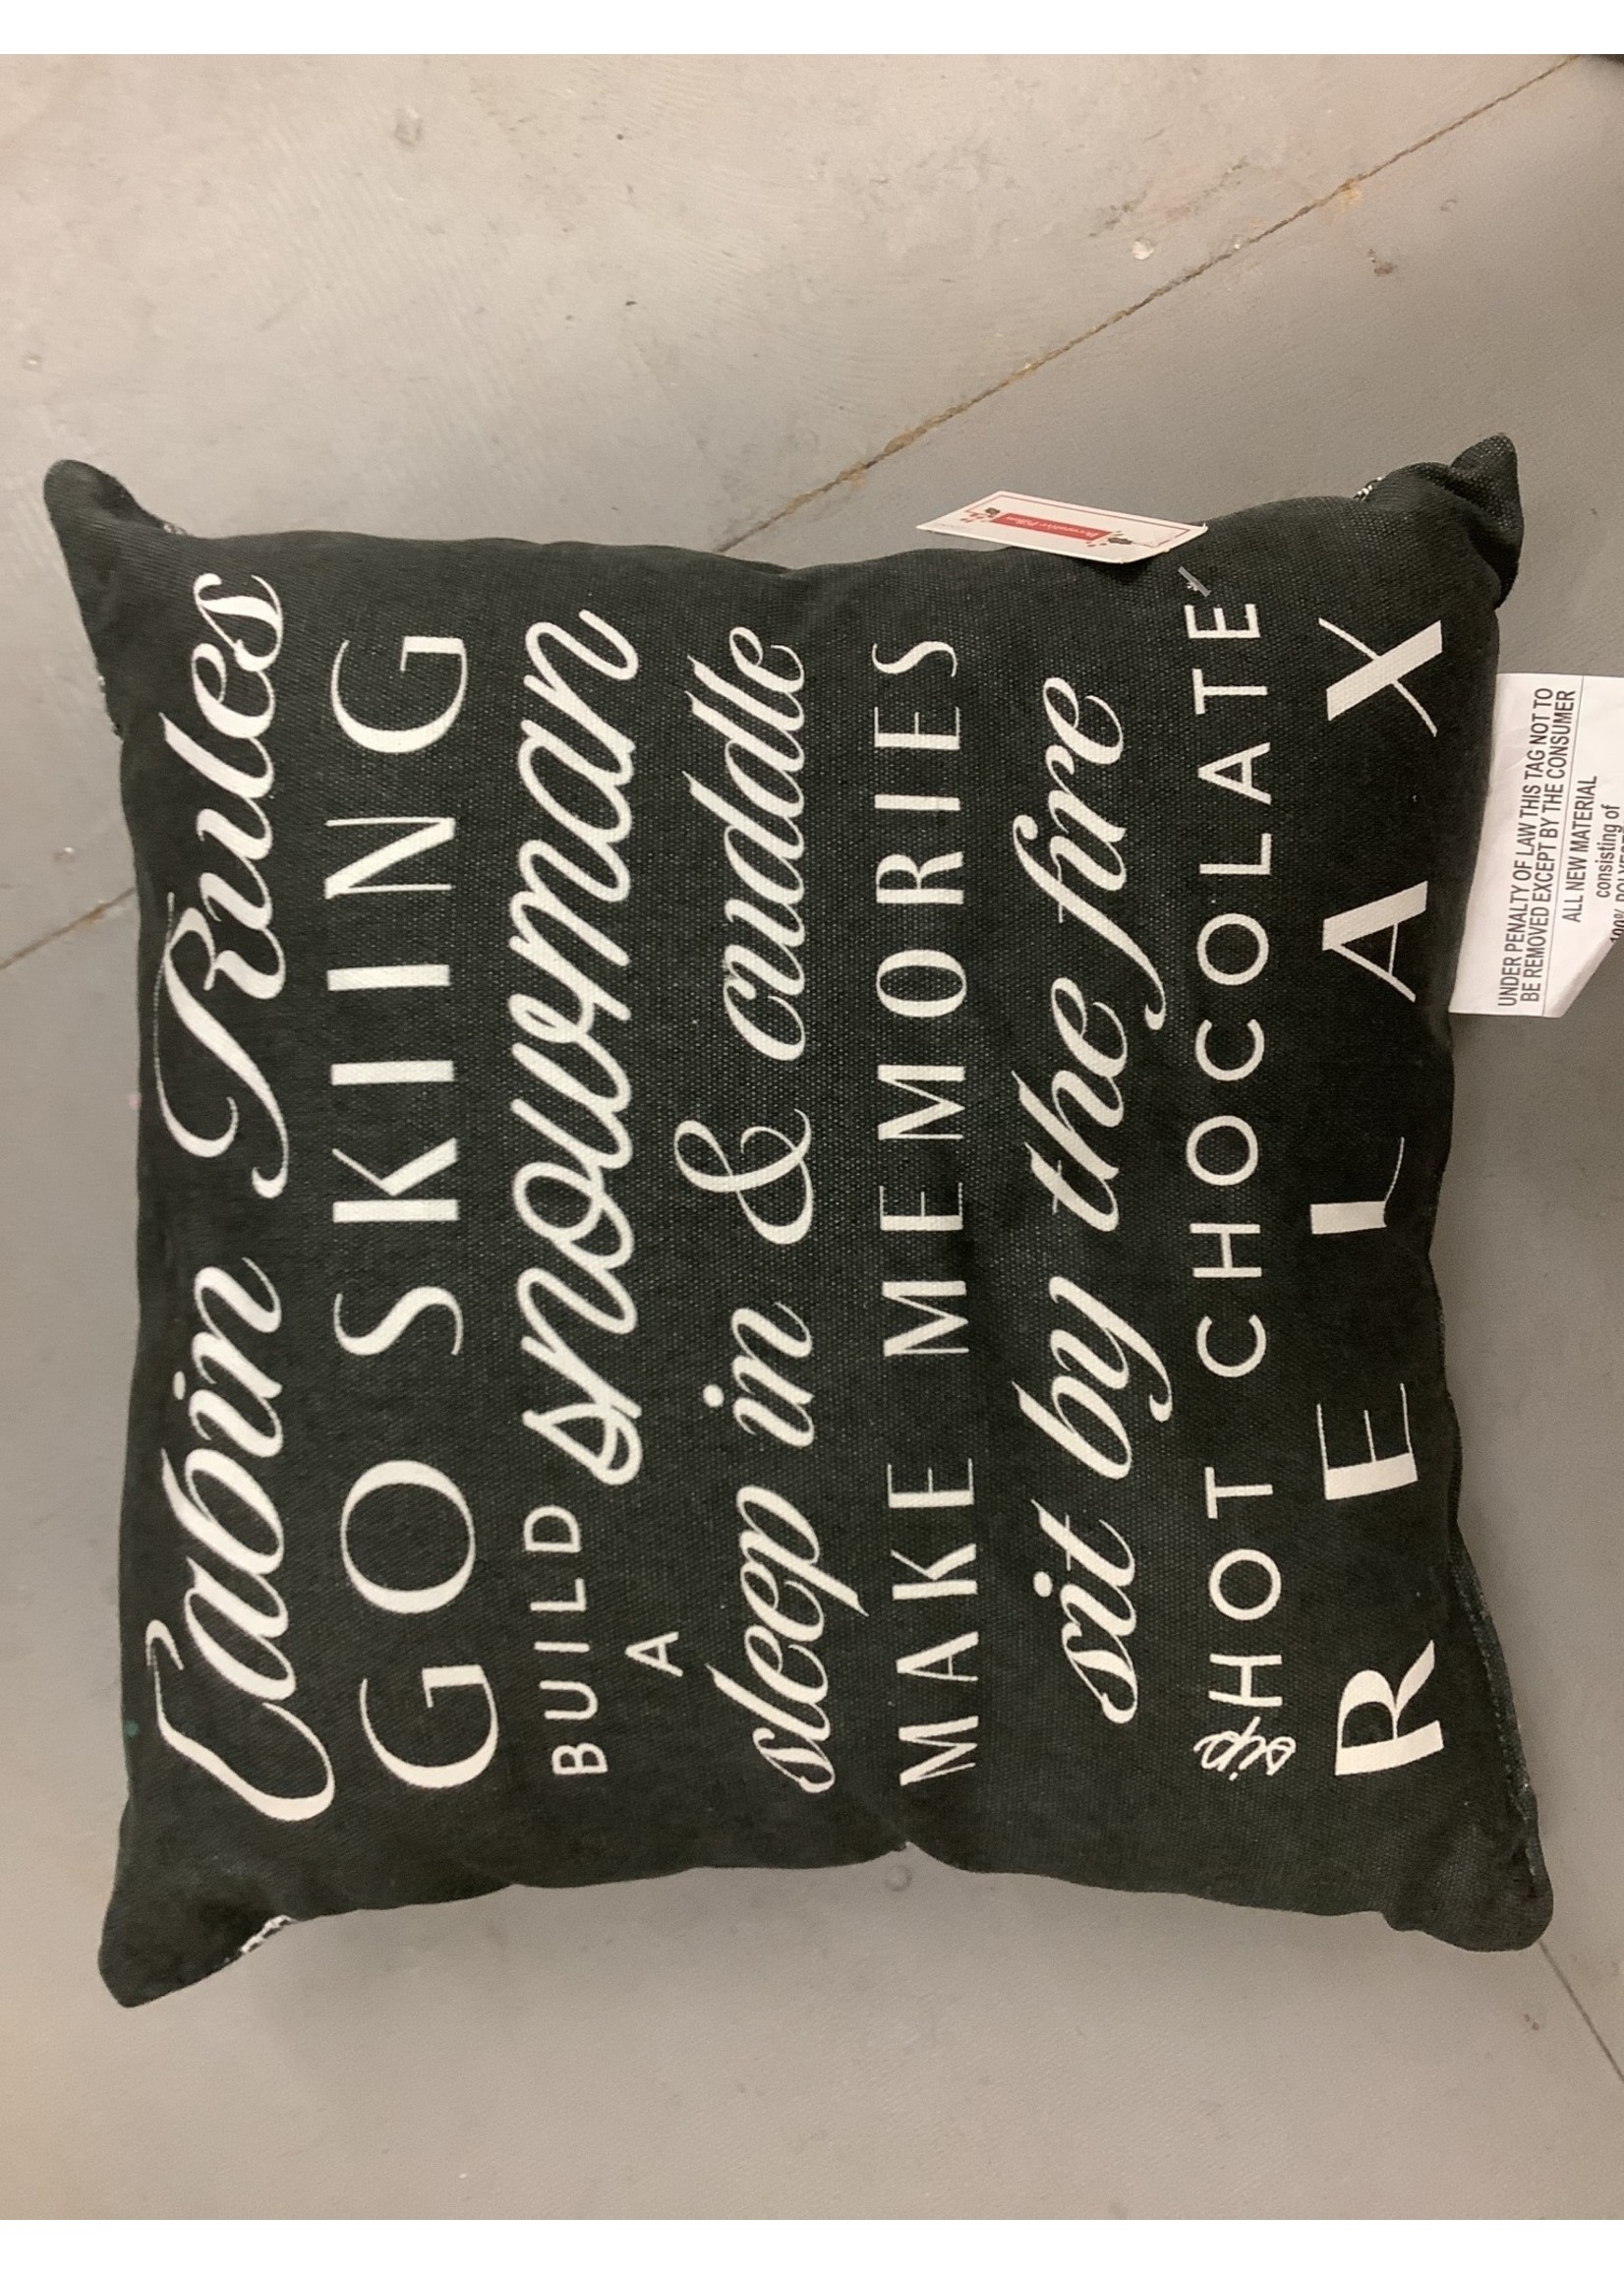 Cabin Rules
GO SKIING
BUILD A snowman
sleep in & cuddle
MAKE MEMORIES
sit by the fire
sip HOT CHOCOLATE
RELAX
Decorative Pillow
UNDER PENALTY OF LAW THIS TAG NOT TO
BE REMOVED EXCEPT BY THE CONSUMER
ALL NEW MATERIAL
consisting of